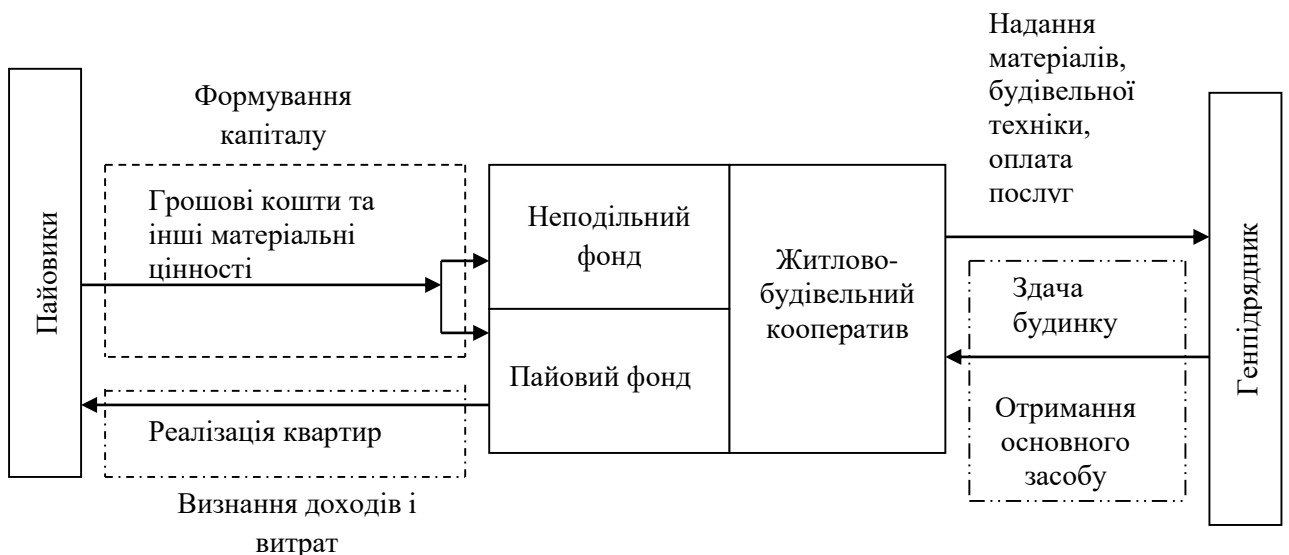 Пайовики
Формування
капіталу
Грошові кошти та
інші матеріальні
цінності
Реалізація квартир
Визнання доходів і
витрат
Неподільний
фонд
Пайовий фонд
Житлово-
будівельний
кооператив
Надання
матеріалів,
будівельної
техніки,
оплата
послуг
Здача
будинку
Отримання
основного
засобу
Генпідрядник